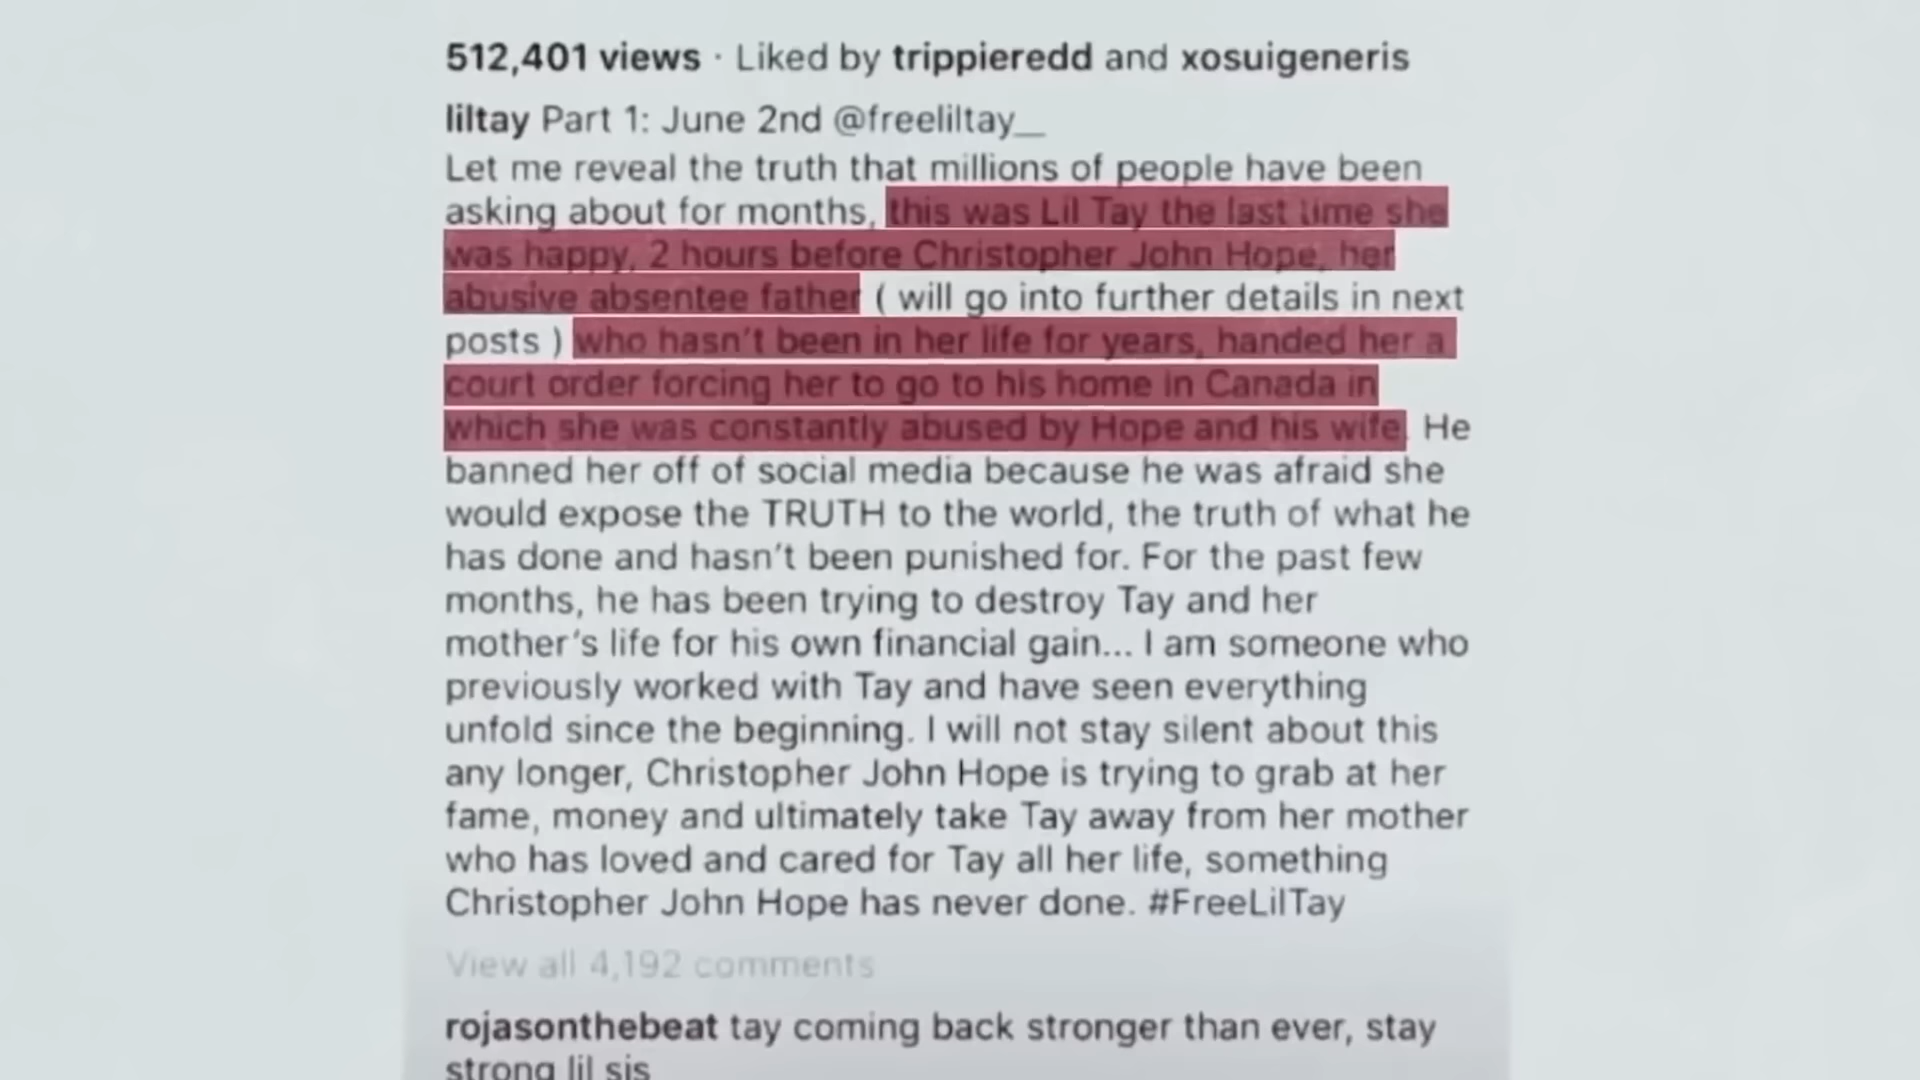 512,401 views · Liked by trippieredd and xosuigeneris
liltay Part 1: June 2nd @freeliltay__
Let me reveal the truth that millions of people have been
asking about for months, this was Lil Tay the last time she
was happy, 2 hours before Christopher John Hope, her
abusive absentee father ( will go into further details in next
posts ) who hasn't been in her life for years, handed her a
court order forcing her to go to his home in Canada in
which she was constantly abused by Hope and his wife. He
banned her off of social media because he was afraid she
would expose the TRUTH to the world, the truth of what he
has done and hasn't been punished for. For the past few
months, he has been trying to destroy Tay and her
mother's life for his own financial gain... I am someone who
previously worked with Tay and have seen everything
unfold since the beginning. I will not stay silent about this
any longer, Christopher John Hope is trying to grab at her
fame, money and ultimately take Tay away from her mother
who has loved and cared for Tay all her life, something
Christopher John Hope has never done. #FreeLilTay
View all 4,192 comments
rojasonthebeat tay coming back stronger than ever, stay
strong lil sis